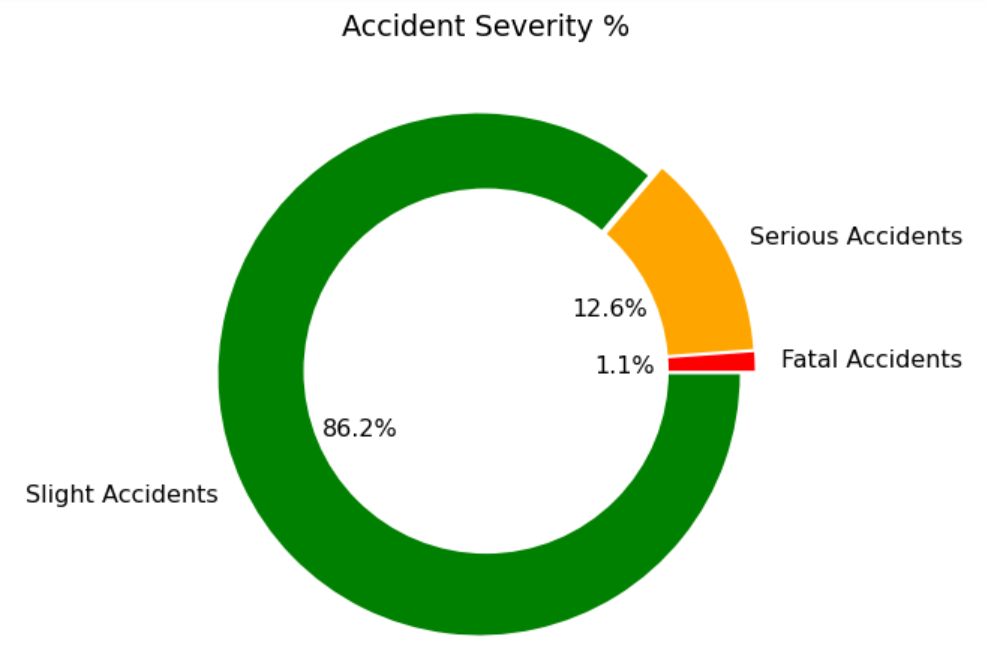 Accident Severity %
Serious Accidents
12.6%
Fatal Accidents
1.1%
86.2%
Slight Accidents